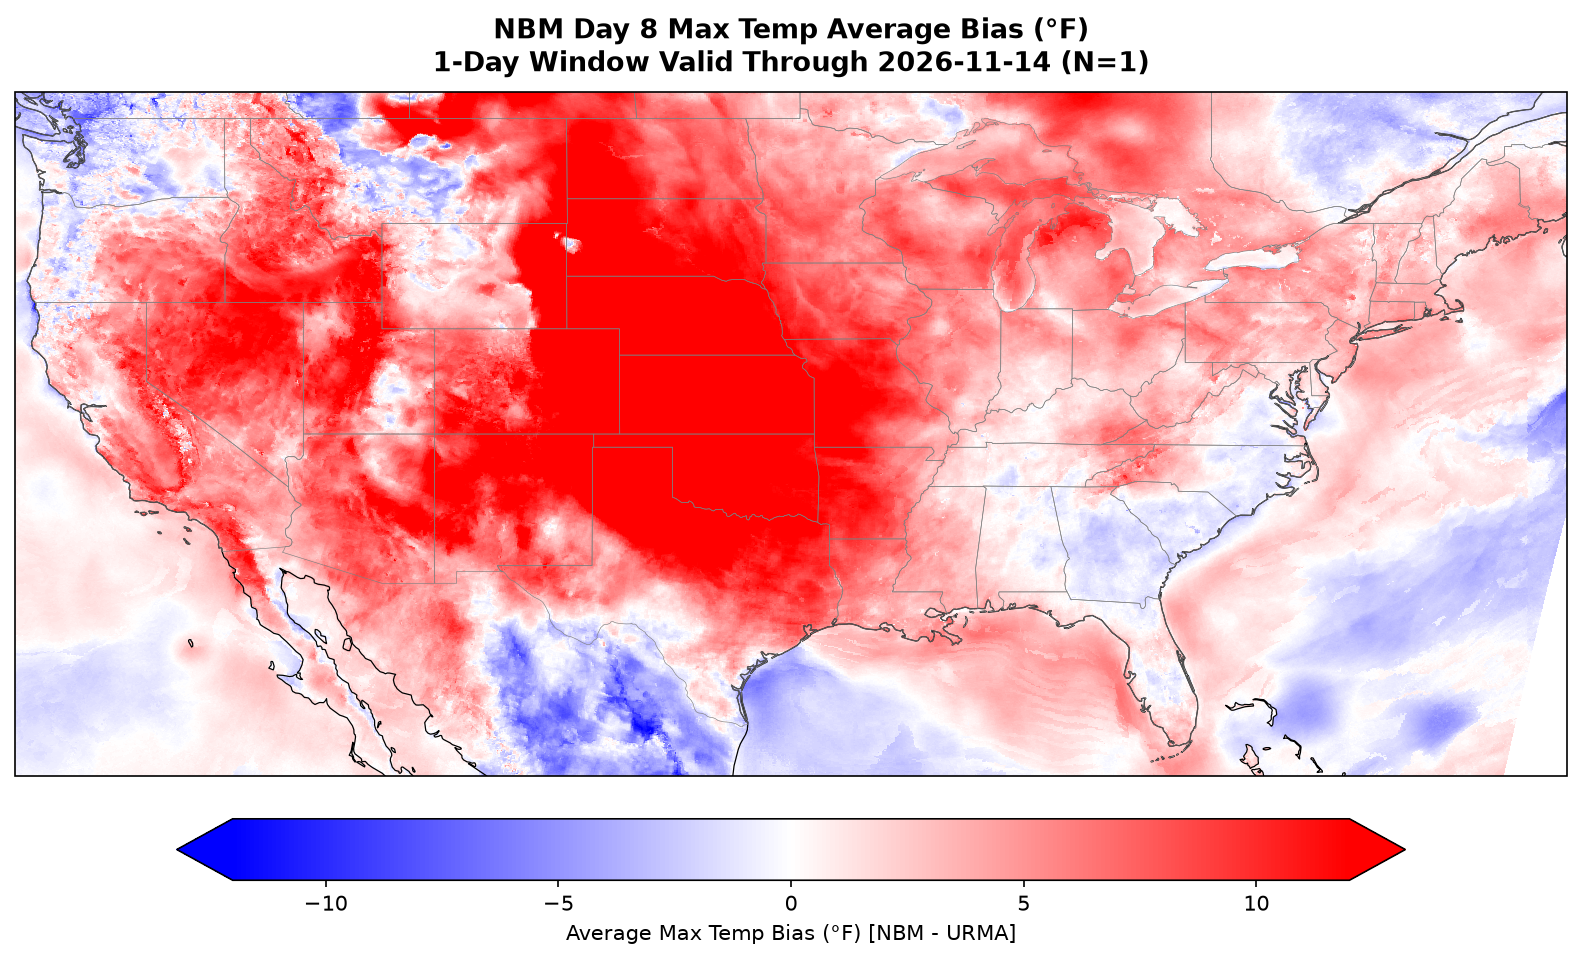 NBM Day 8 Max Temp Average Bias (°F)
1-Day Window Valid Through 2026-11-14 (N=1)
−10 −5 0 5 10
Average Max Temp Bias (°F) [NBM - URMA]